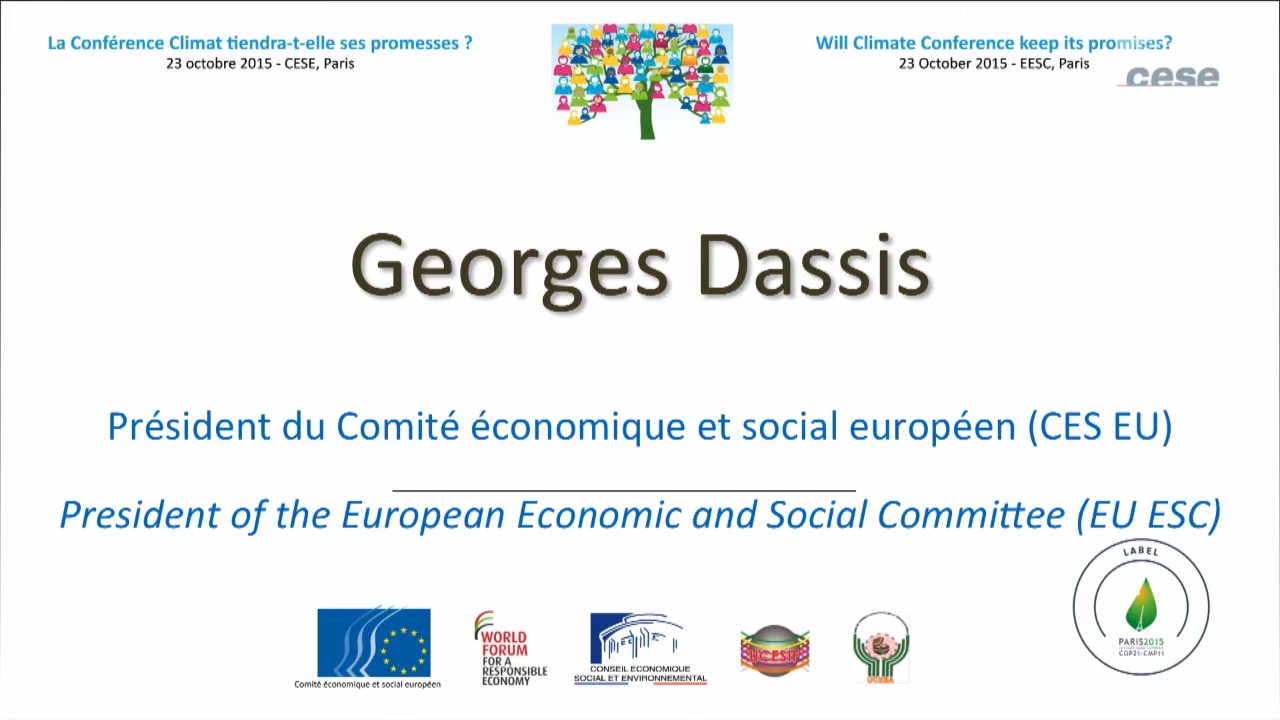 La Conférence Climat tiendra-t-elle ses promesses ?
23 octobre 2015 - CESE, Paris
Will Climate Conference keep its promises?
23 October 2015 - EESC, Paris
cese
Georges Dassis
Président du Comité économique et social européen (CES EU)
President of the European Economic and Social Committee (EU ESC)
LABEL
PARIS2015
COP21-CMP11
Comité économique et social européen
WORLD
FORUM
FOR A
RESPONSIBLE
ECONOMY
CONSEIL ECONOMIQUE
SOCIAL ET ENVIRONNEMENTAL
UCESIF